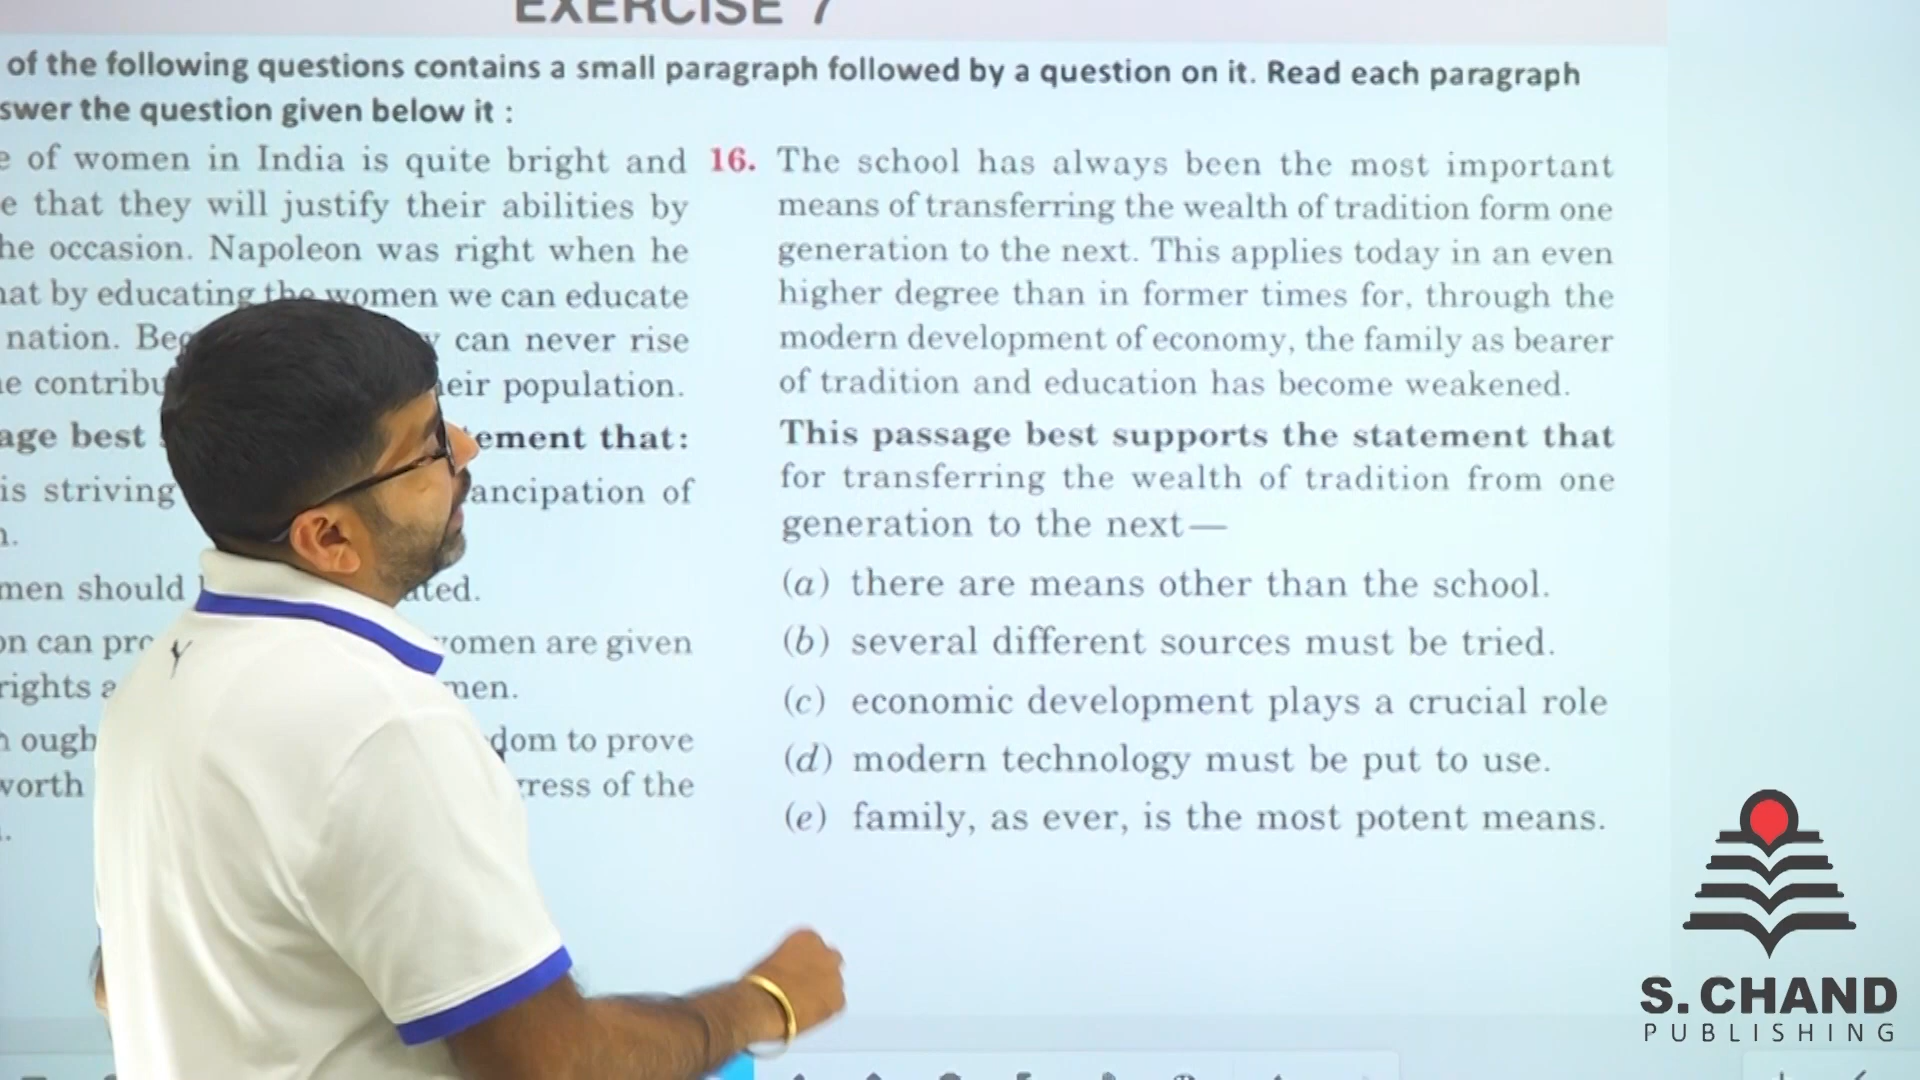 EXERCISE 7
of the following questions contains a small paragraph followed by a question on it. Read each paragraph
swer the question given below it :
of women in India is quite bright and
e that they will justify their abilities by
he occasion. Napoleon was right when he
by educating the women we can educate
nation. can never rise
e contribu eir population.
age best ement that:
is striving ancipation of
men should
on can women are given
rights men.
ough dom to prove
worth ress of the
16. The school has always been the most important
means of transferring the wealth of tradition form one
generation to the next. This applies today in an even
higher degree than in former times for, through the
modern development of economy, the family as bearer
of tradition and education has become weakened.
This passage best supports the statement that
for transferring the wealth of tradition from one
generation to the next—
(a) there are means other than the school.
(b) several different sources must be tried.
(c) economic development plays a crucial role
(d) modern technology must be put to use.
(e) family, as ever, is the most potent means.
S. CHAND
PUBLISHING